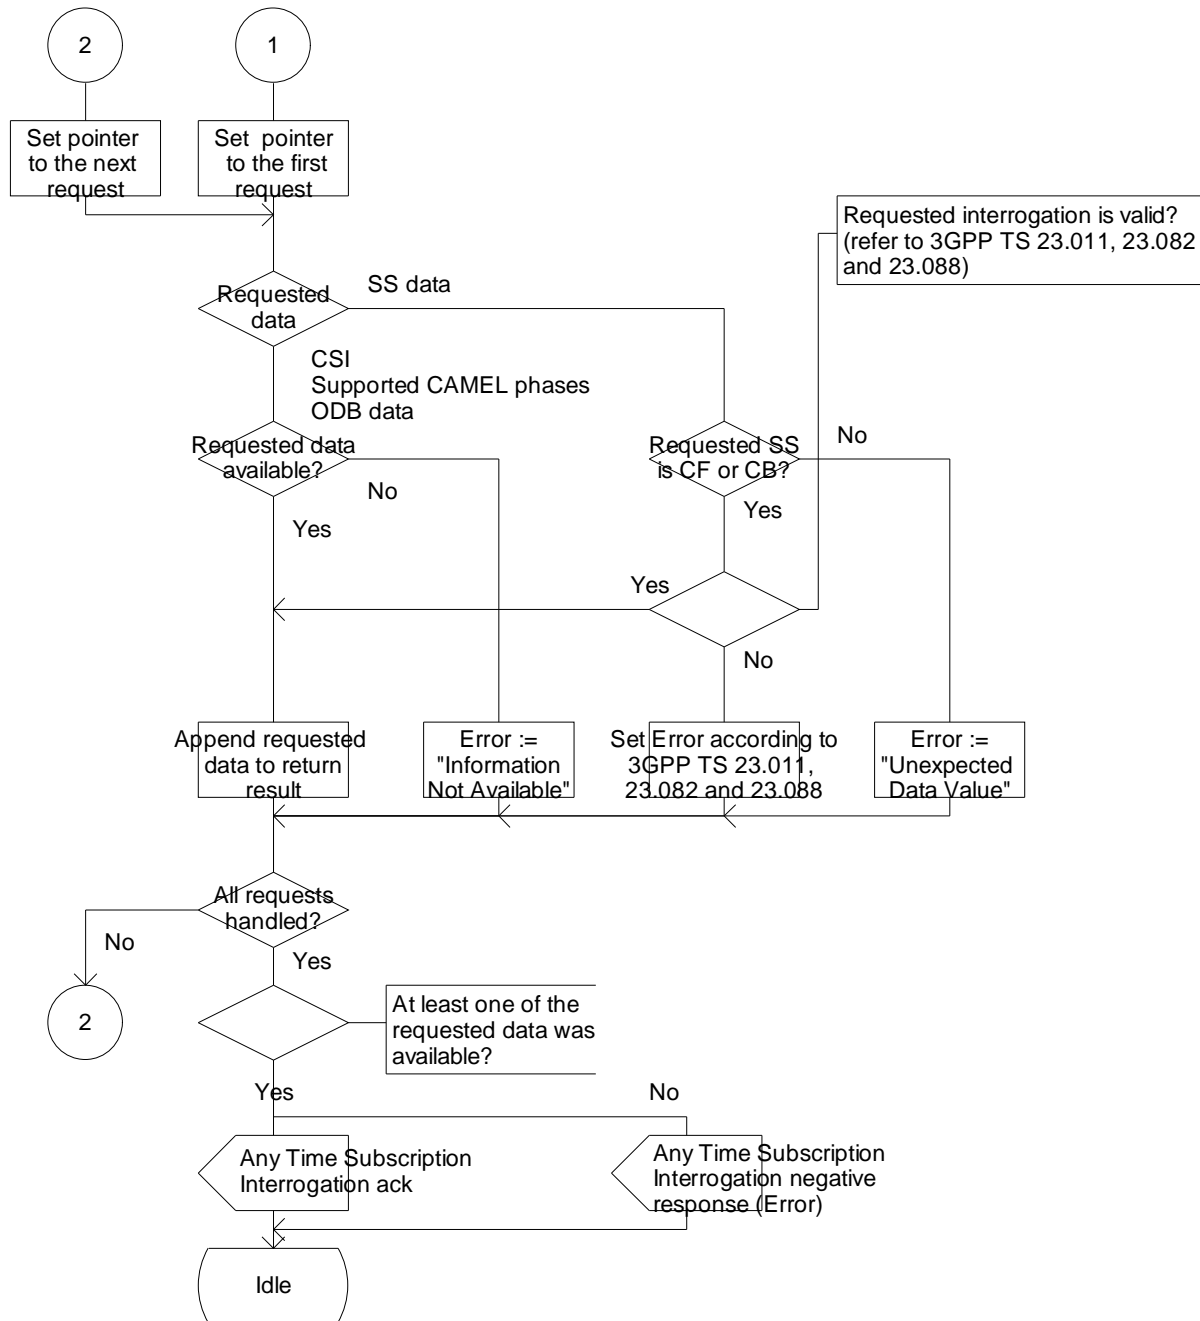 2
1
Set pointer
to the next
request
Set pointer
to the first
request
Requested interrogation is valid?
(refer to 3GPP TS 23.011, 23.082
and 23.088)
Requested
data
SS data
CSI
Supported CAMEL phases
ODB data
Requested data
available?
No
Yes
Requested SS
is CF or CB?
No
Yes
Yes
No
Append requested
data to return
result
Error :=
"Information
Not Available"
Set Error according to
3GPP TS 23.011,
23.082 and 23.088
Error :=
"Unexpected
Data Value"
All requests
handled?
No
Yes
2
At least one of the
requested data was
available?
Yes
No
Any Time Subscription
Interrogation ack
Any Time Subscription
Interrogation negative
response (Error)
Idle